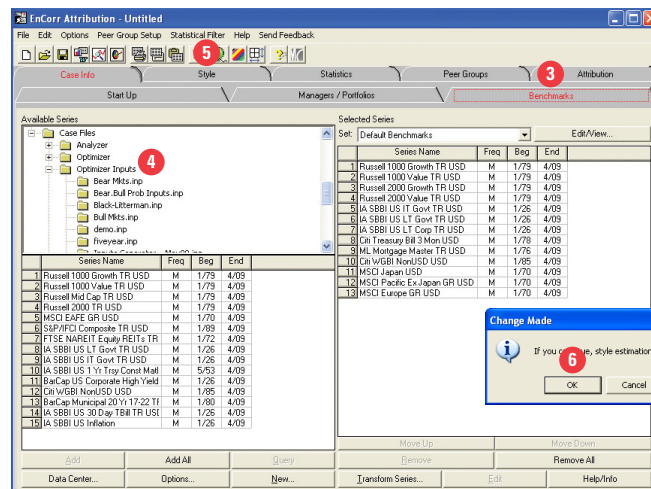 EnCorr Attribution - Untitled
File Edit Options Peer Group Setup Statistical Filter Help Send Feedback
5
3
Case Info Style Statistics Peer Groups Attribution
Start Up Managers / Portfolios Benchmarks
Available Series
Case Files
Analyzer
Optimizer
4
Optimizer Inputs
Bear Mkts.inp
Bear.Bull Prob Inputs.inp
Black-Litterman.inp
Bull Mkts.inp
demo.inp
fiveyear.inp
Series Name Freq Beg End
1 Russell 1000 Growth TR USD M 1/79 4/09
2 Russell 1000 Value TR USD M 1/79 4/09
3 Russell Mid Cap TR USD M 1/79 4/09
4 Russell 2000 TR USD M 1/79 4/09
5 MSCI EAFE GR USD M 1/70 4/09
6 S&P/IFCI Composite TR USD M 1/89 4/09
7 FTSE NAREIT Equity REITs TR M 1/72 4/09
8 IA SBBI US LT Govt TR USD M 1/26 4/09
9 IA SBBI US IT Govt TR USD M 1/26 4/09
10 IA SBBI US 1 Yr Trsy Const Matl M 5/53 4/09
11 BarCap US Corporate High Yield M 1/26 4/09
12 Citi WGBI NonUSD USD M 1/85 4/09
13 BarCap Municipal 20 Yr 17-22 TF M 1/80 4/09
14 IA SBBI US 30 Day TBill TR USD M 1/26 4/09
15 IA SBBI US Inflation M 1/26 4/09
Add Add All Query
Data Center... Options... New...
Selected Series
Set: Default Benchmarks Edit/View...
Series Name Freq Beg End
1 Russell 1000 Growth TR USD M 1/79 4/09
2 Russell 1000 Value TR USD M 1/79 4/09
3 Russell 2000 Growth TR USD M 1/79 4/09
4 Russell 2000 Value TR USD M 1/79 4/09
5 IA SBBI US IT Govt TR USD M 1/26 4/09
6 IA SBBI US LT Govt TR USD M 1/26 4/09
7 IA SBBI US LT Corp TR USD M 1/26 4/09
8 Citi Treasury Bill 3 Mon USD M 1/78 4/09
9 ML Mortgage Master TR USD M 1/76 4/09
10 Citi WGBI NonUSD USD M 1/85 4/09
11 MSCI Japan USD M 1/70 4/09
12 MSCI Pacific Ex Japan GR USD M 1/70 4/09
13 MSCI Europe GR USD M 1/70 4/09
Change Made
If you style estimation
6
OK Cancel
Move Up Move Down
Remove Remove All
Transform Series... Edit Help/Info